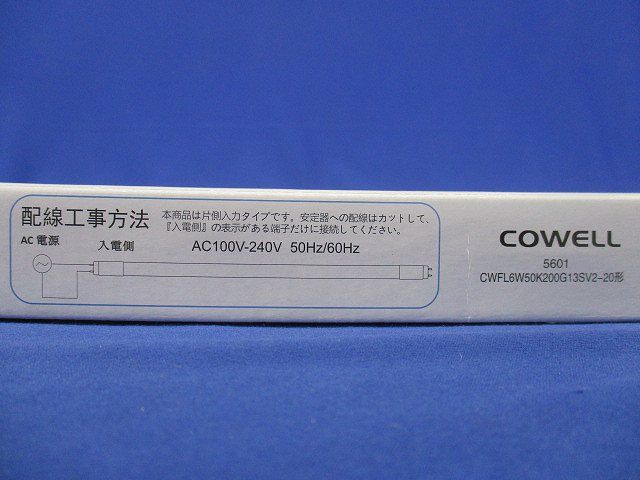 配線工事方法
本商品は片側入力タイプです。安定器への配線はカットして、
『入電側』の表示がある端子だけに接続してください。
AC 電源
入電側
AC100V-240V 50Hz/60Hz
COWELL
5601
CWFL6W50K200G13SV2-20形